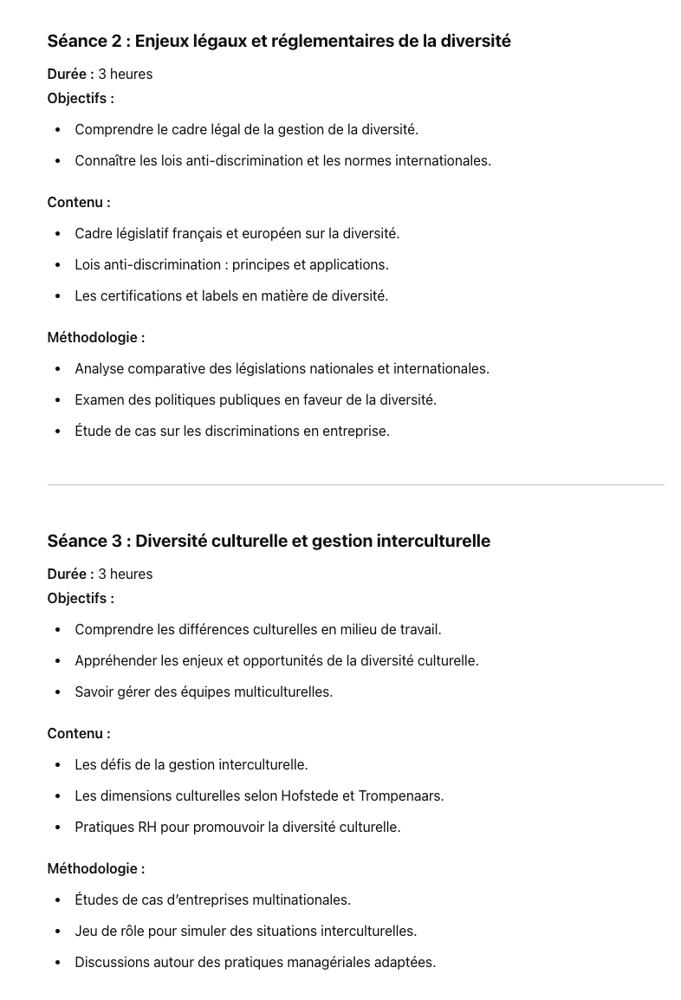 Séance 2 : Enjeux légaux et réglementaires de la diversité
Durée : 3 heures
Objectifs :
• Comprendre le cadre légal de la gestion de la diversité.
• Connaître les lois anti-discrimination et les normes internationales.
Contenu :
• Cadre législatif français et européen sur la diversité.
• Lois anti-discrimination : principes et applications.
• Les certifications et labels en matière de diversité.
Méthodologie :
• Analyse comparative des législations nationales et internationales.
• Examen des politiques publiques en faveur de la diversité.
• Étude de cas sur les discriminations en entreprise.
Séance 3 : Diversité culturelle et gestion interculturelle
Durée : 3 heures
Objectifs :
• Comprendre les différences culturelles en milieu de travail.
• Appréhender les enjeux et opportunités de la diversité culturelle.
• Savoir gérer des équipes multiculturelles.
Contenu :
• Les défis de la gestion interculturelle.
• Les dimensions culturelles selon Hofstede et Trompenaars.
• Pratiques RH pour promouvoir la diversité culturelle.
Méthodologie :
• Études de cas d’entreprises multinationales.
• Jeu de rôle pour simuler des situations interculturelles.
• Discussions autour des pratiques managériales adaptées.